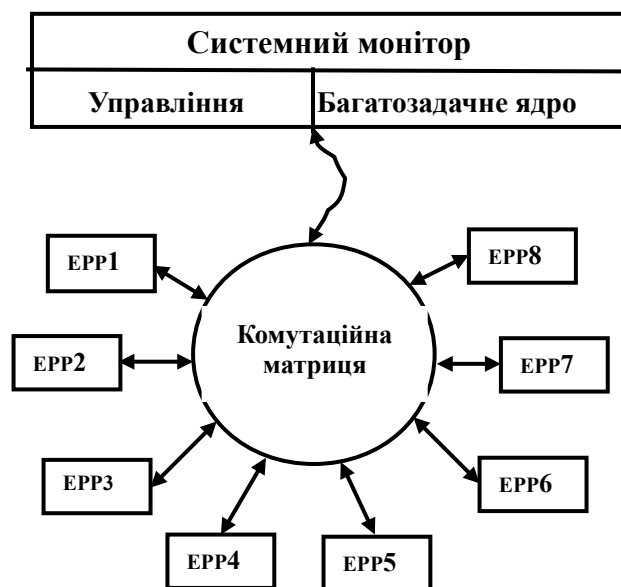 Системний монітор
Управління
Багатозадачне ядро
ЕРР1
ЕРР8
Комутаційна
матриця
ЕРР2
ЕРР7
ЕРР3
ЕРР6
ЕРР4
ЕРР5